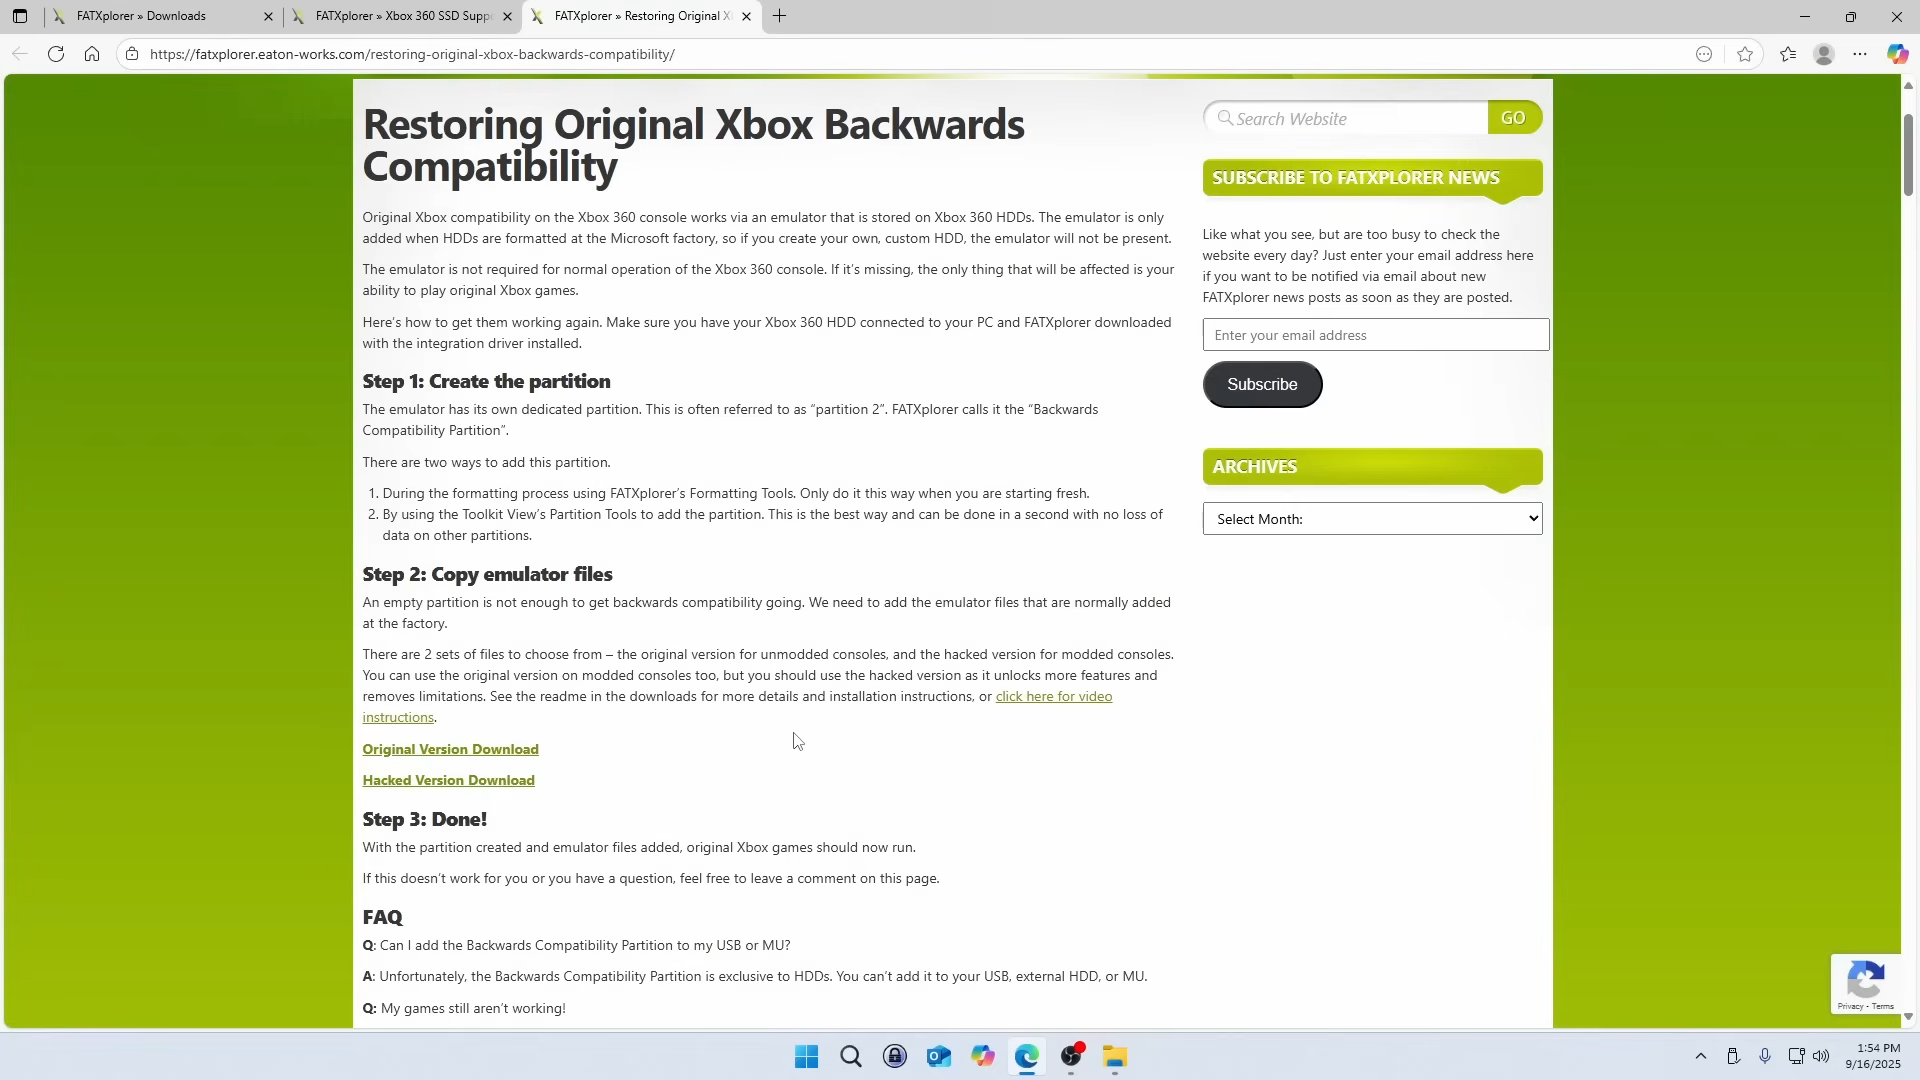 FATXplorer » Downloads
FATXplorer » Xbox 360 SSD Supp
FATXplorer » Restoring Original X
https://fatxplorer.eaton-works.com/restoring-original-xbox-backwards-compatibility/
Restoring Original Xbox Backwards
Compatibility
Original Xbox compatibility on the Xbox 360 console works via an emulator that is stored on Xbox 360 HDDs. The emulator is only
added when HDDs are formatted at the Microsoft factory, so if you create your own, custom HDD, the emulator will not be present.
The emulator is not required for normal operation of the Xbox 360 console. If it's missing, the only thing that will be affected is your
ability to play original Xbox games.
Here's how to get them working again. Make sure you have your Xbox 360 HDD connected to your PC and FATXplorer downloaded
with the integration driver installed.
Step 1: Create the partition
The emulator has its own dedicated partition. This is often referred to as “partition 2”. FATXplorer calls it the “Backwards
Compatibility Partition”.
There are two ways to add this partition.
1. During the formatting process using FATXplorer's Formatting Tools. Only do it this way when you are starting fresh.
2. By using the Toolkit View's Partition Tools to add the partition. This is the best way and can be done in a second with no loss of
data on other partitions.
Step 2: Copy emulator files
An empty partition is not enough to get backwards compatibility going. We need to add the emulator files that are normally added
at the factory.
There are 2 sets of files to choose from – the original version for unmodded consoles, and the hacked version for modded consoles.
You can use the original version on modded consoles too, but you should use the hacked version as it unlocks more features and
removes limitations. See the readme in the downloads for more details and installation instructions, or click here for video
instructions.
Original Version Download
Hacked Version Download
Step 3: Done!
With the partition created and emulator files added, original Xbox games should now run.
If this doesn't work for you or you have a question, feel free to leave a comment on this page.
FAQ
Q: Can I add the Backwards Compatibility Partition to my USB or MU?
A: Unfortunately, the Backwards Compatibility Partition is exclusive to HDDs. You can't add it to your USB, external HDD, or MU.
Q: My games still aren't working!
Search Website
GO
SUBSCRIBE TO FATXPLORER NEWS
Like what you see, but are too busy to check the
website every day? Just enter your email address here
if you want to be notified via email about new
FATXplorer news posts as soon as they are posted.
Enter your email address
Subscribe
ARCHIVES
Select Month:
Privacy - Terms
1:54 PM
9/16/2025